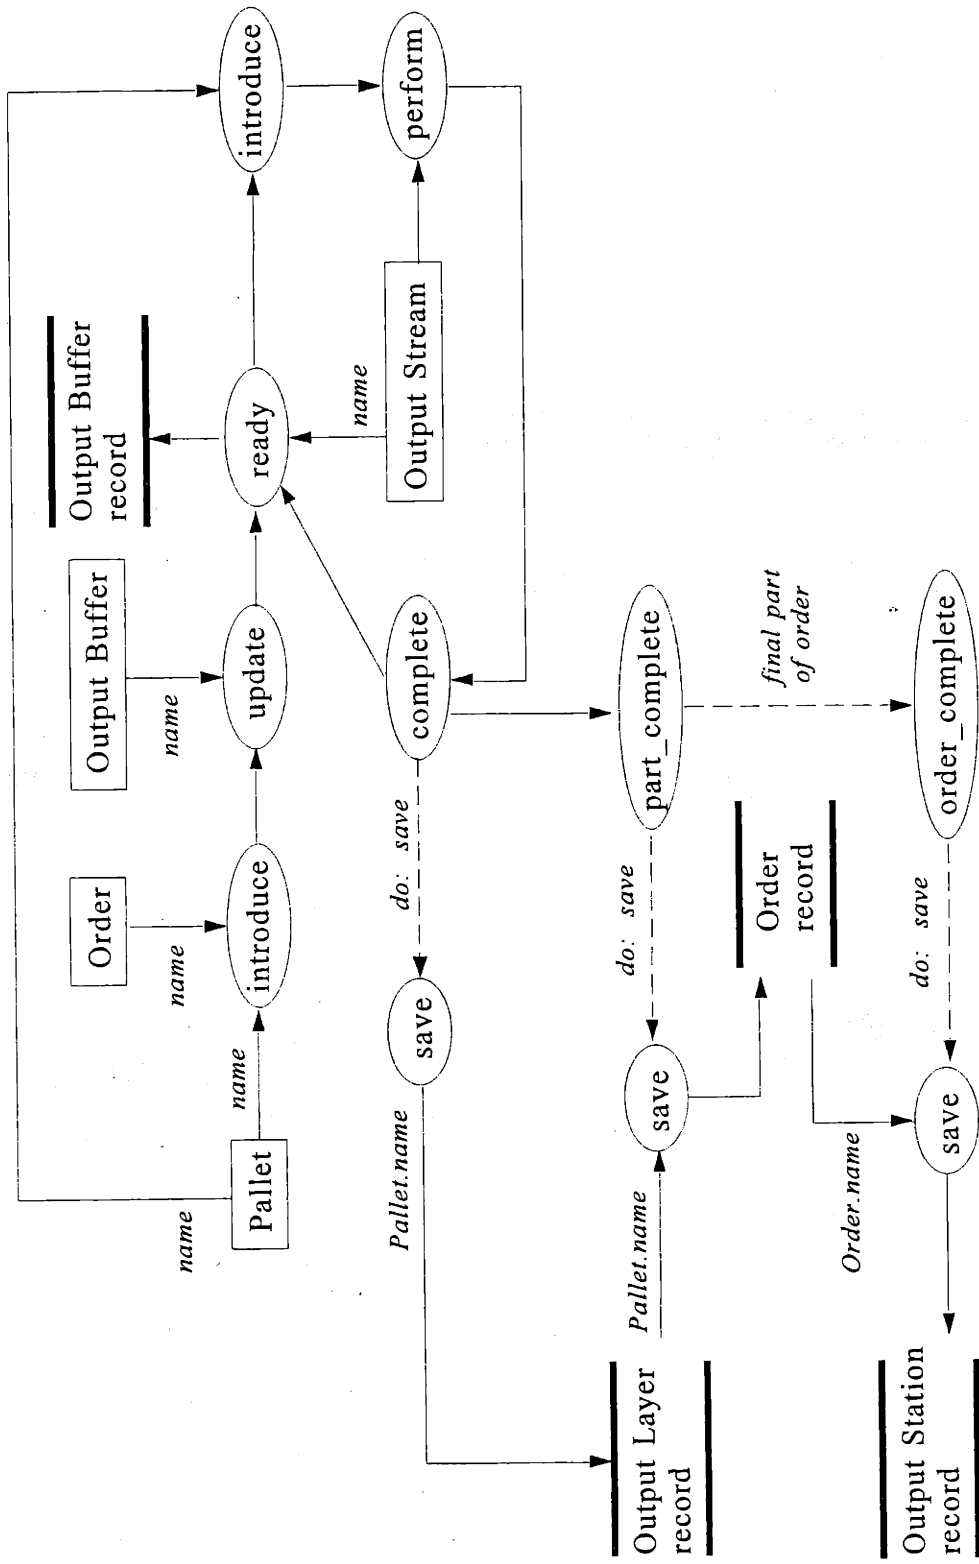 Order
Output Buffer
Output Buffer
record
name
name
name
name
Pallet
introduce
update
ready
introduce
name
Output Stream
perform
save
do: save
complete
Pallet.name
Output Layer
record
Pallet.name
save
do: save
part_complete
Order
record
final part
of order
Order.name
Output Station
record
save
do: save
order_complete